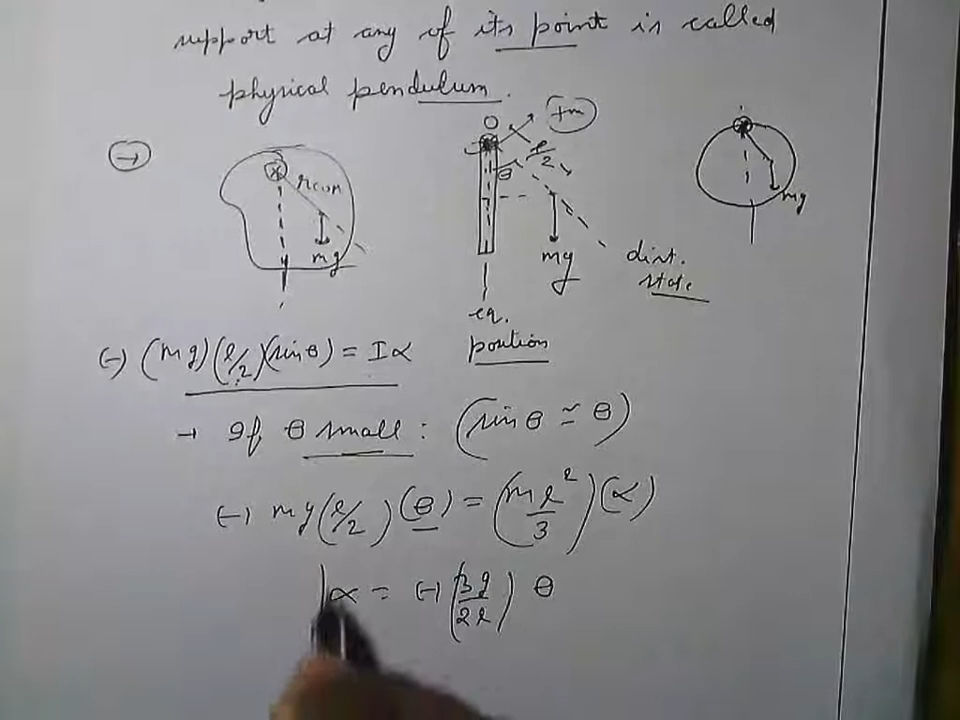 support at any of its point is called
physical pendulum.
→
rcom
mg
O
+m
l/2
θ
mg
dist.
state
mg
eq.
position
(-) (mg)(l/2)(sinθ) = Iα
→ If θ small : (sinθ ≃ θ)
(-) mg(l/2)(θ) = (ml²/3)(α)
α = (-) (3g/2l) θ